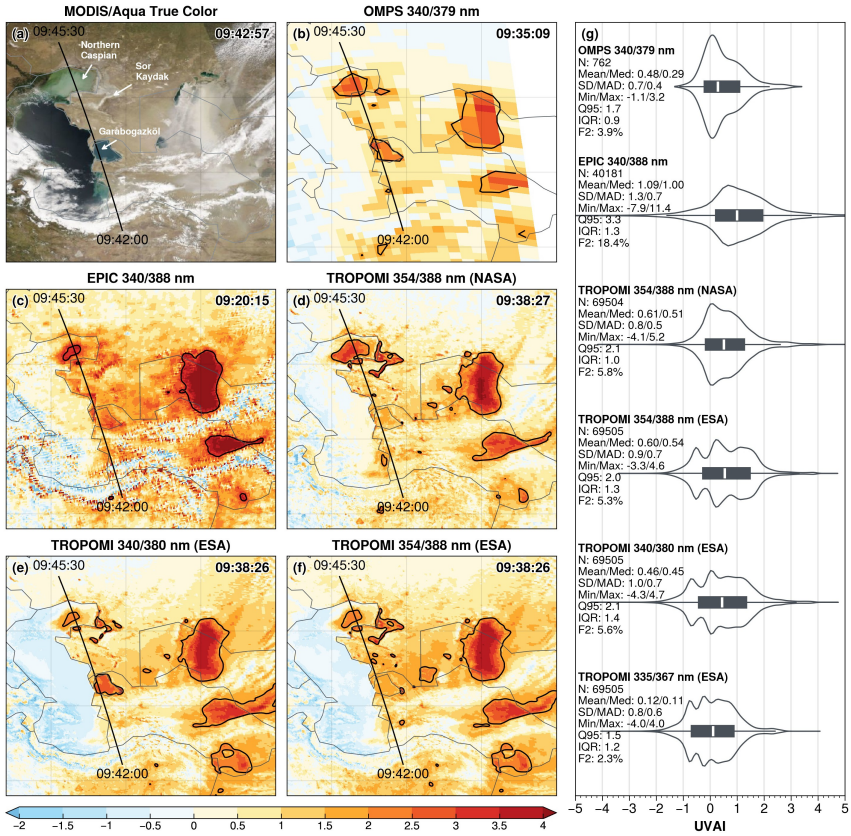 MODIS/Aqua True Color
(a)
09:45:30
09:42:57
Northern
Caspian
Sor
Kaydak
Garabogazköl
09:42:00
OMPS 340/379 nm
(b)
09:45:30
09:35:09
09:42:00
<
EPIC 340/388 nm
(c)
09:45:30
09:20:15
09:42:00
TROPOMI 354/388 nm (NASA)
(d)
09:45:30
09:38:27
09:42:00
TROPOMI 340/380 nm (ESA)
(e)
09:45:30
09:38:26
09:42:00
TROPOMI 354/388 nm (ESA)
(f)
09:45:30
09:38:26
09:42:00
−2 −1.5 −1 −0.5 0 0.5 1 1.5 2 2.5 3 3.5 4
(g)
OMPS 340/379 nm
N: 762
Mean/Med: 0.48/0.29
SD/MAD: 0.7/0.4
Min/Max: -1.1/3.2
Q95: 1.7
IQR: 0.9
F2: 3.9%
EPIC 340/388 nm
N: 40181
Mean/Med: 1.09/1.00
SD/MAD: 1.3/0.7
Min/Max: -7.9/11.4
Q95: 3.3
IQR: 1.3
F2: 18.4%
TROPOMI 354/388 nm (NASA)
N: 69504
Mean/Med: 0.61/0.51
SD/MAD: 0.8/0.5
Min/Max: -4.1/5.2
Q95: 2.1
IQR: 1.0
F2: 5.8%
TROPOMI 354/388 nm (ESA)
N: 69505
Mean/Med: 0.60/0.54
SD/MAD: 0.9/0.7
Min/Max: -3.3/4.6
Q95: 2.0
IQR: 1.3
F2: 5.3%
TROPOMI 340/380 nm (ESA)
N: 69505
Mean/Med: 0.46/0.45
SD/MAD: 1.0/0.7
Min/Max: -4.3/4.7
Q95: 2.1
IQR: 1.4
F2: 5.6%
TROPOMI 335/367 nm (ESA)
N: 69505
Mean/Med: 0.12/0.11
SD/MAD: 0.8/0.6
Min/Max: -4.0/4.0
Q95: 1.5
IQR: 1.2
F2: 2.3%
−5 −4 −3 −2 −1 0 1 2 3 4 5
UVAI